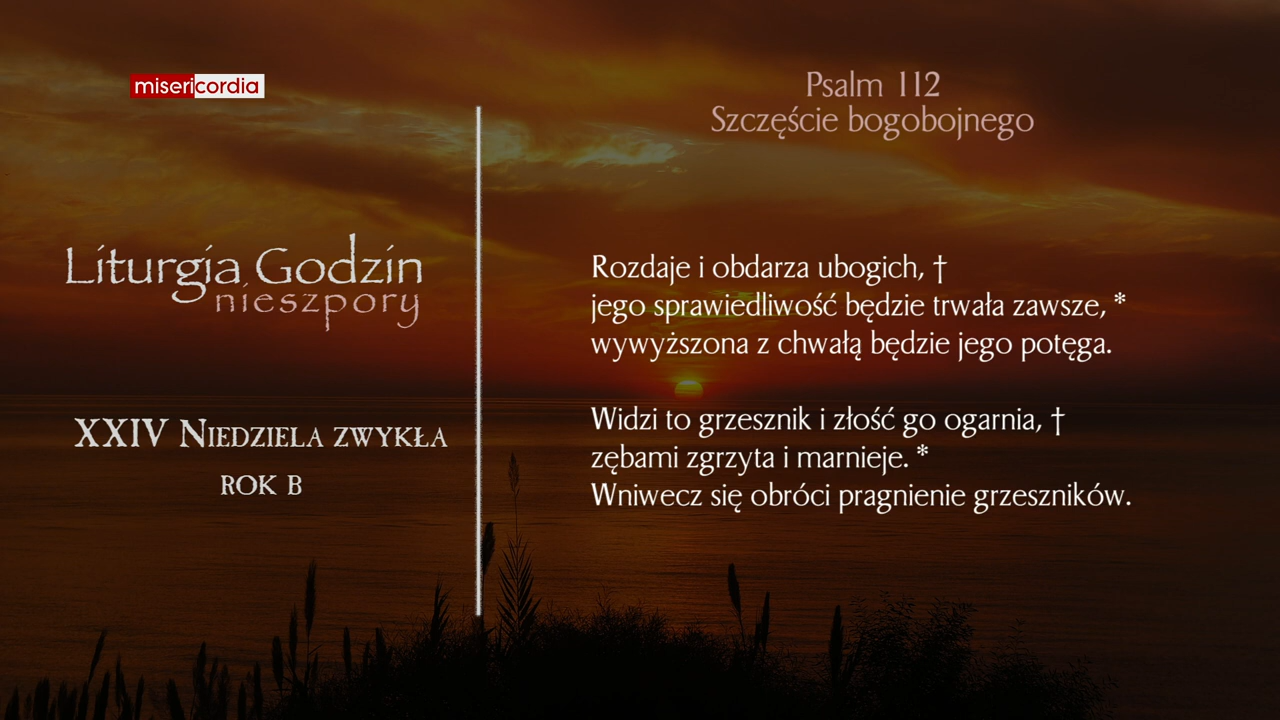 misericordia
Liturgia Godzin
nieszpory
XXIV Niedziela zwykła
rok B
Psalm 112
Szczęście bogobojnego
Rozdaje i obdarza ubogich, †
jego sprawiedliwość będzie trwała zawsze, *
wywyższona z chwałą będzie jego potęga.
Widzi to grzesznik i złość go ogarnia, †
zębami zgrzyta i marnieje. *
Wniwecz się obróci pragnienie grzeszników.